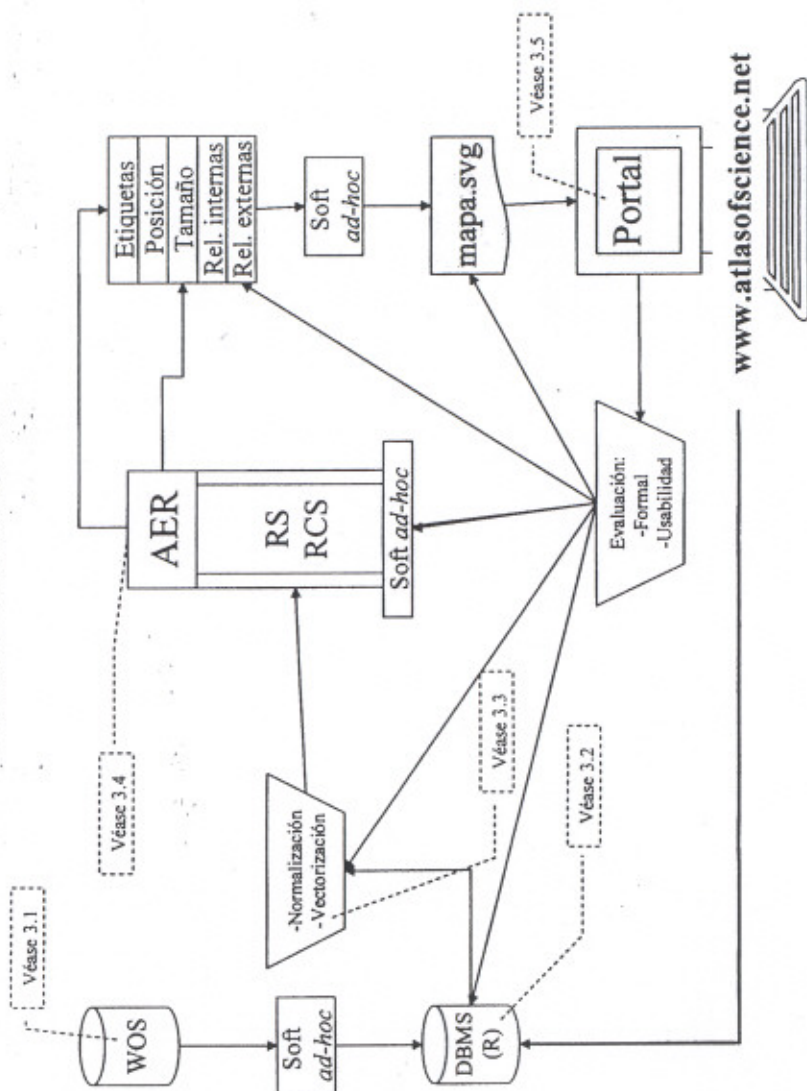 Véase 3.1
WOS
Soft
ad-hoc
DBMS
(R)
Véase 3.2
Véase 3.3
-Normalización
-Vectorización
Véase 3.4
AER
RS
RCS
Soft ad-hoc
Evaluación:
-Formal
-Usabilidad
Etiquetas
Posición
Tamaño
Rel. internas
Rel. externas
Soft
ad-hoc
mapa.svg
Véase 3.5
Portal
www.atlasofscience.net